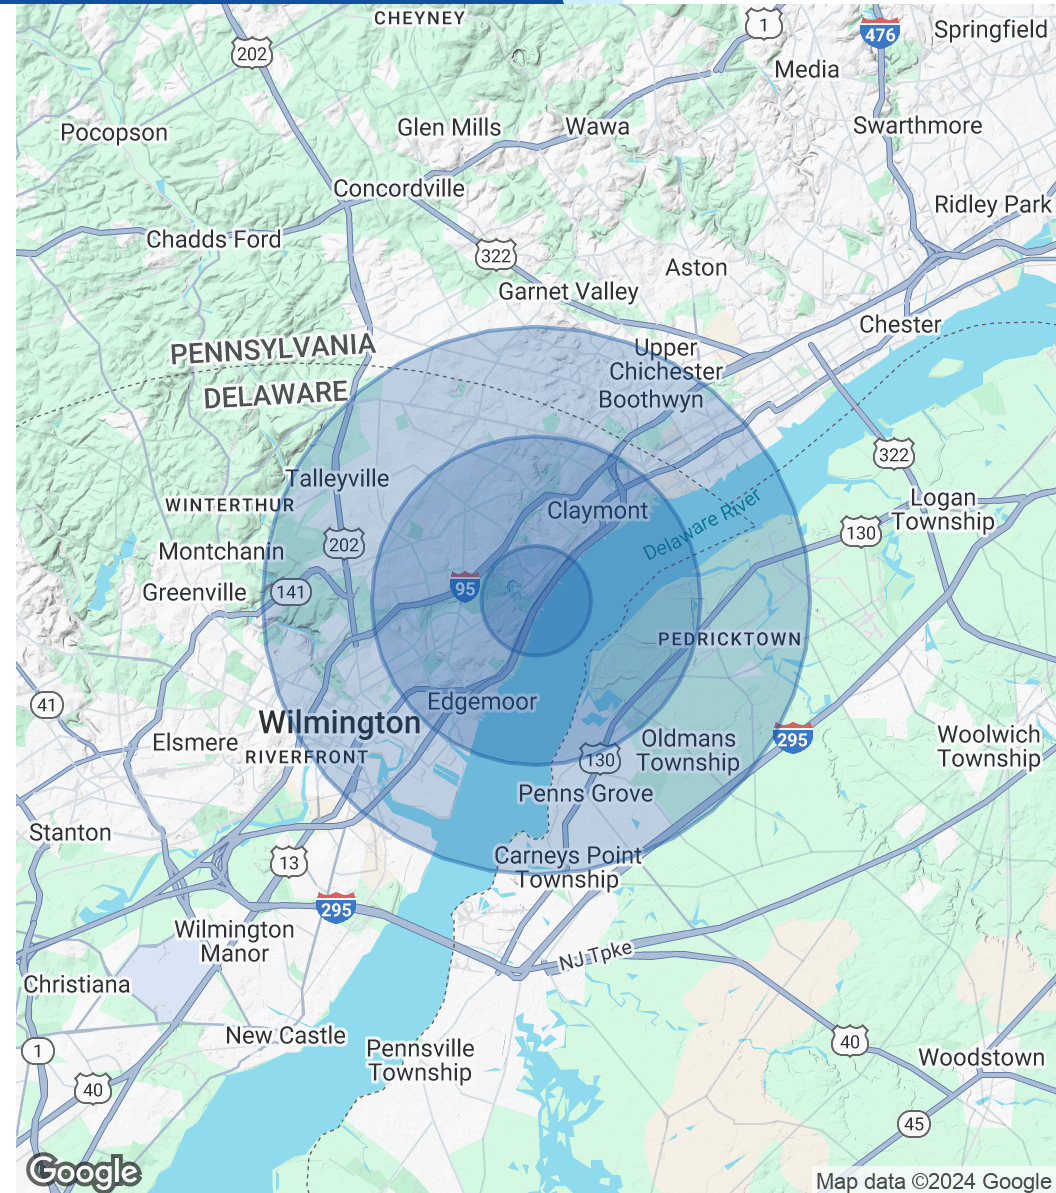 CHEYNEY
1
476
Springfield
202
Media
Pocopson
Glen Mills
Wawa
Swarthmore
Concordville
Ridley Park
Chadds Ford
322
Aston
Garnet Valley
Chester
PENNSYLVANIA
DELAWARE
Upper
Chichester
Boothwyn
322
Talleyville
WINTERTHUR
Claymont
Logan
Township
Delaware River
130
202
Montchanin
Greenville
141
95
PEDRICKTOWN
41
Edgemoor
Wilmington
Elsmere
RIVERFRONT
295
Oldmans
Township
Woolwich
Township
130
Penns Grove
Stanton
13
Carneys Point
Township
295
Wilmington
Manor
NJ Tpke
Christiana
New Castle
1
Pennsville
Township
40
Woodstown
40
45
Google
Map data ©2024 Google